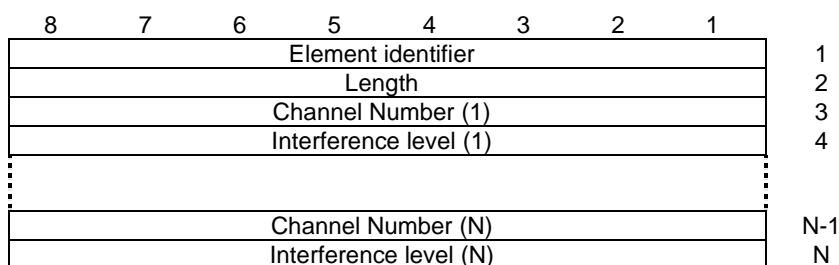 8 7 6 5 4 3 2 1
Element identifier 1
Length 2
Channel Number (1) 3
Interference level (1) 4
Channel Number (N) N-1
Interference level (N) N